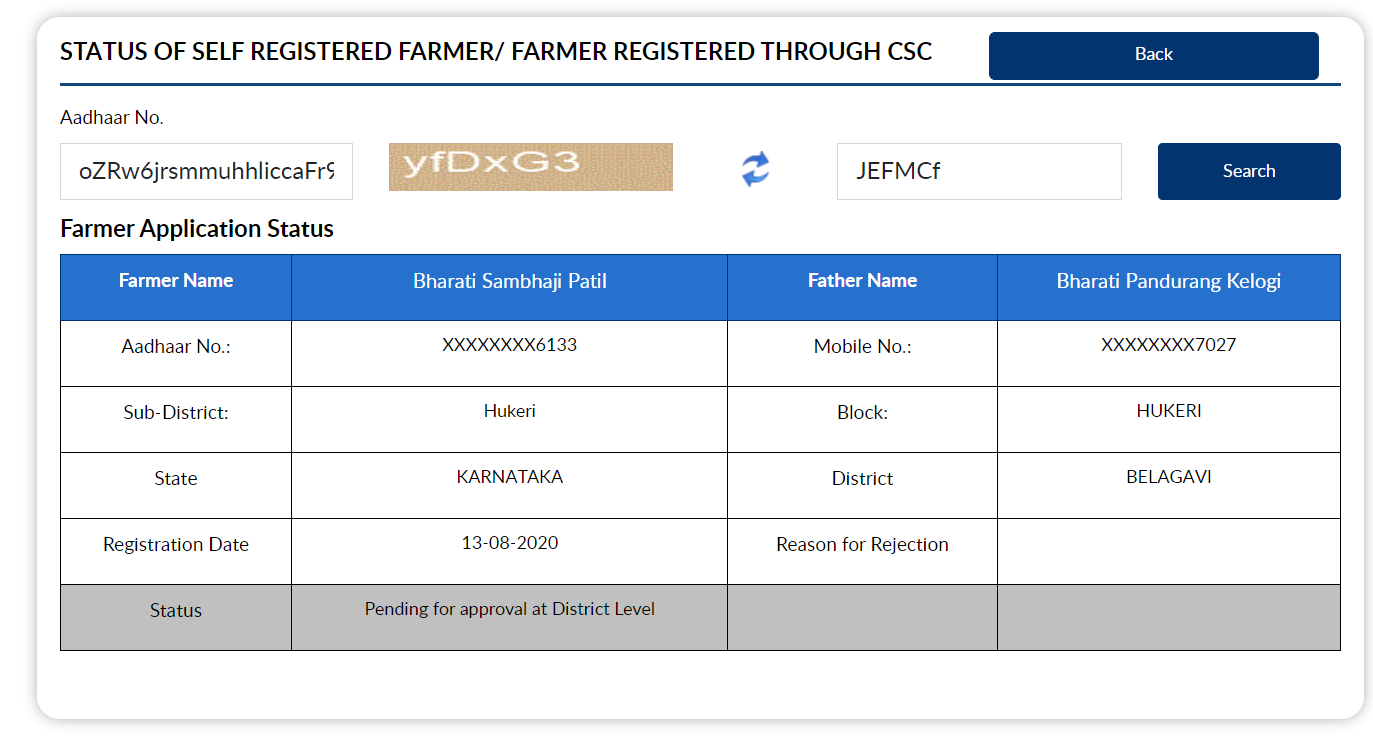 STATUS OF SELF REGISTERED FARMER/ FARMER REGISTERED THROUGH CSC
Back
Aadhaar No.
oZRw6jrsmmuhhliccaFr9
yfDxG3
JEFMCf
Search
Farmer Application Status
Farmer Name Bharati Sambhaji Patil Father Name Bharati Pandurang Kelogi
Aadhaar No.: XXXXXXXX6133 Mobile No.: XXXXXXXX7027
Sub-District: Hukeri Block: HUKERI
State KARNATAKA District BELAGAVI
Registration Date 13-08-2020 Reason for Rejection
Status Pending for approval at District Level